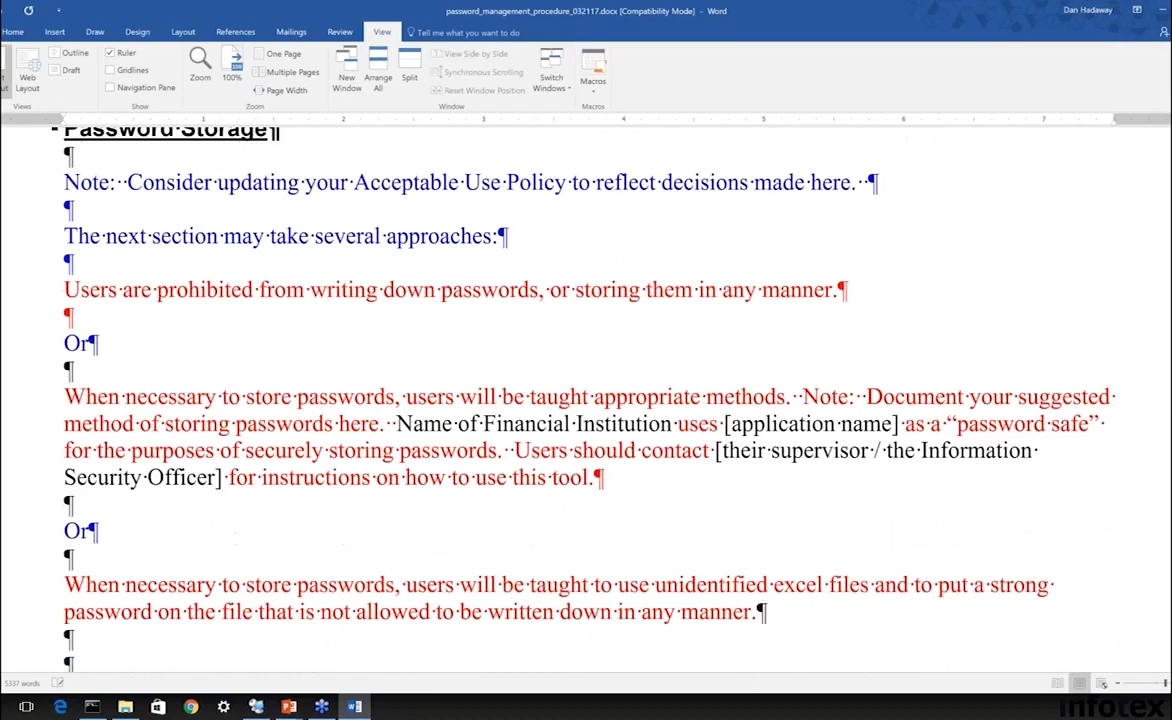 password_management_procedure_032117.docx [Compatibility Mode] - Word
Dan Hadaway
Home Insert Draw Design Layout References Mailings Review View Tell me what you want to do
Web Layout
Outline
Draft
Views
Ruler
Gridlines
Navigation Pane
Show
Zoom
100%
One Page
Multiple Pages
Page Width
Zoom
New Window
Arrange All
Split
View Side by Side
Synchronous Scrolling
Reset Window Position
Window
Switch Windows
Macros
Macros
1 2 3 4 5 6 7
Password Storage
Note: Consider updating your Acceptable Use Policy to reflect decisions made here.
The next section may take several approaches:
Users are prohibited from writing down passwords, or storing them in any manner.
Or
When necessary to store passwords, users will be taught appropriate methods. Note: Document your suggested
method of storing passwords here. Name of Financial Institution uses [application name] as a “password safe”
for the purposes of securely storing passwords. Users should contact [their supervisor / the Information
Security Officer] for instructions on how to use this tool.
Or
When necessary to store passwords, users will be taught to use unidentified excel files and to put a strong
password on the file that is not allowed to be written down in any manner.
5337 words
infotex